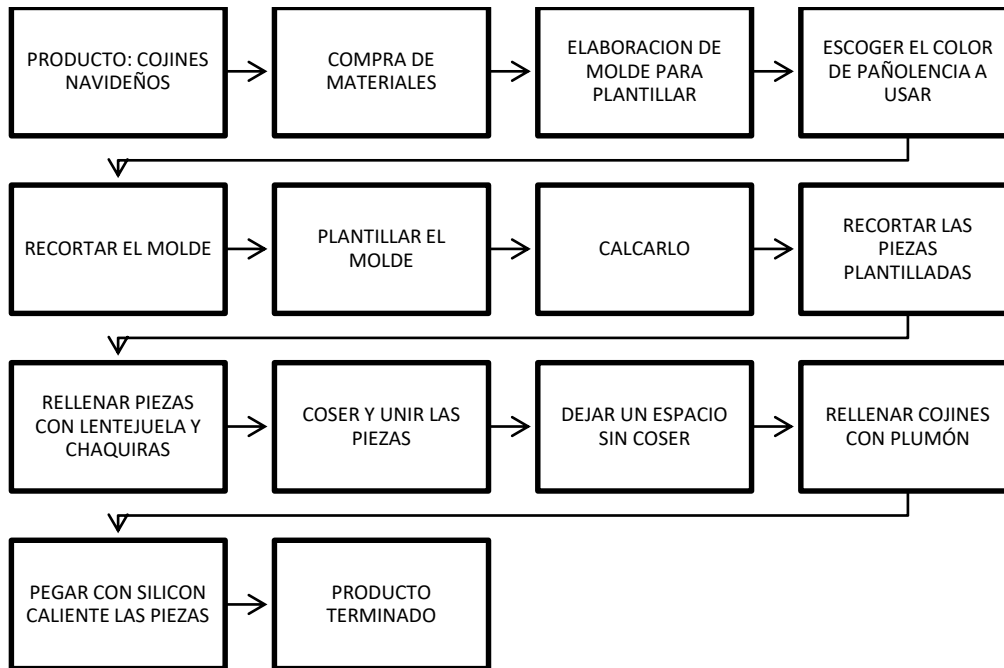 PRODUCTO: COJINES
NAVIDEÑOS
COMPRA DE
MATERIALES
ELABORACION DE
MOLDE PARA
PLANTILLAR
ESCOGER EL COLOR
DE PAÑOLENCIA A
USAR
RECORTAR EL MOLDE
PLANTILLAR EL
MOLDE
CALCARLO
RECORTAR LAS
PIEZAS
PLANTILLADAS
RELLENAR PIEZAS
CON LENTEJUELA Y
CHAQUIRAS
COSER Y UNIR LAS
PIEZAS
DEJAR UN ESPACIO
SIN COSER
RELLENAR COJINES
CON PLUMÓN
PEGAR CON SILICON
CALIENTE LAS PIEZAS
PRODUCTO
TERMINADO